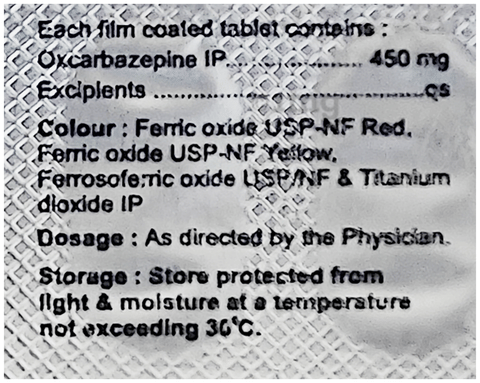 Each film coated tablet contains :
Oxcarbazepine IP.................... 450 mg
Excipients ........................................qs
Colour : Ferric oxide USP-NF Red,
Ferric oxide USP-NF Yellow,
Ferrosoferric oxide USP/NF & Titanium
dioxide IP
Dosage : As directed by the Physician.
Storage : Store protected from
light & moisture at a temperature
not exceeding 30°C.